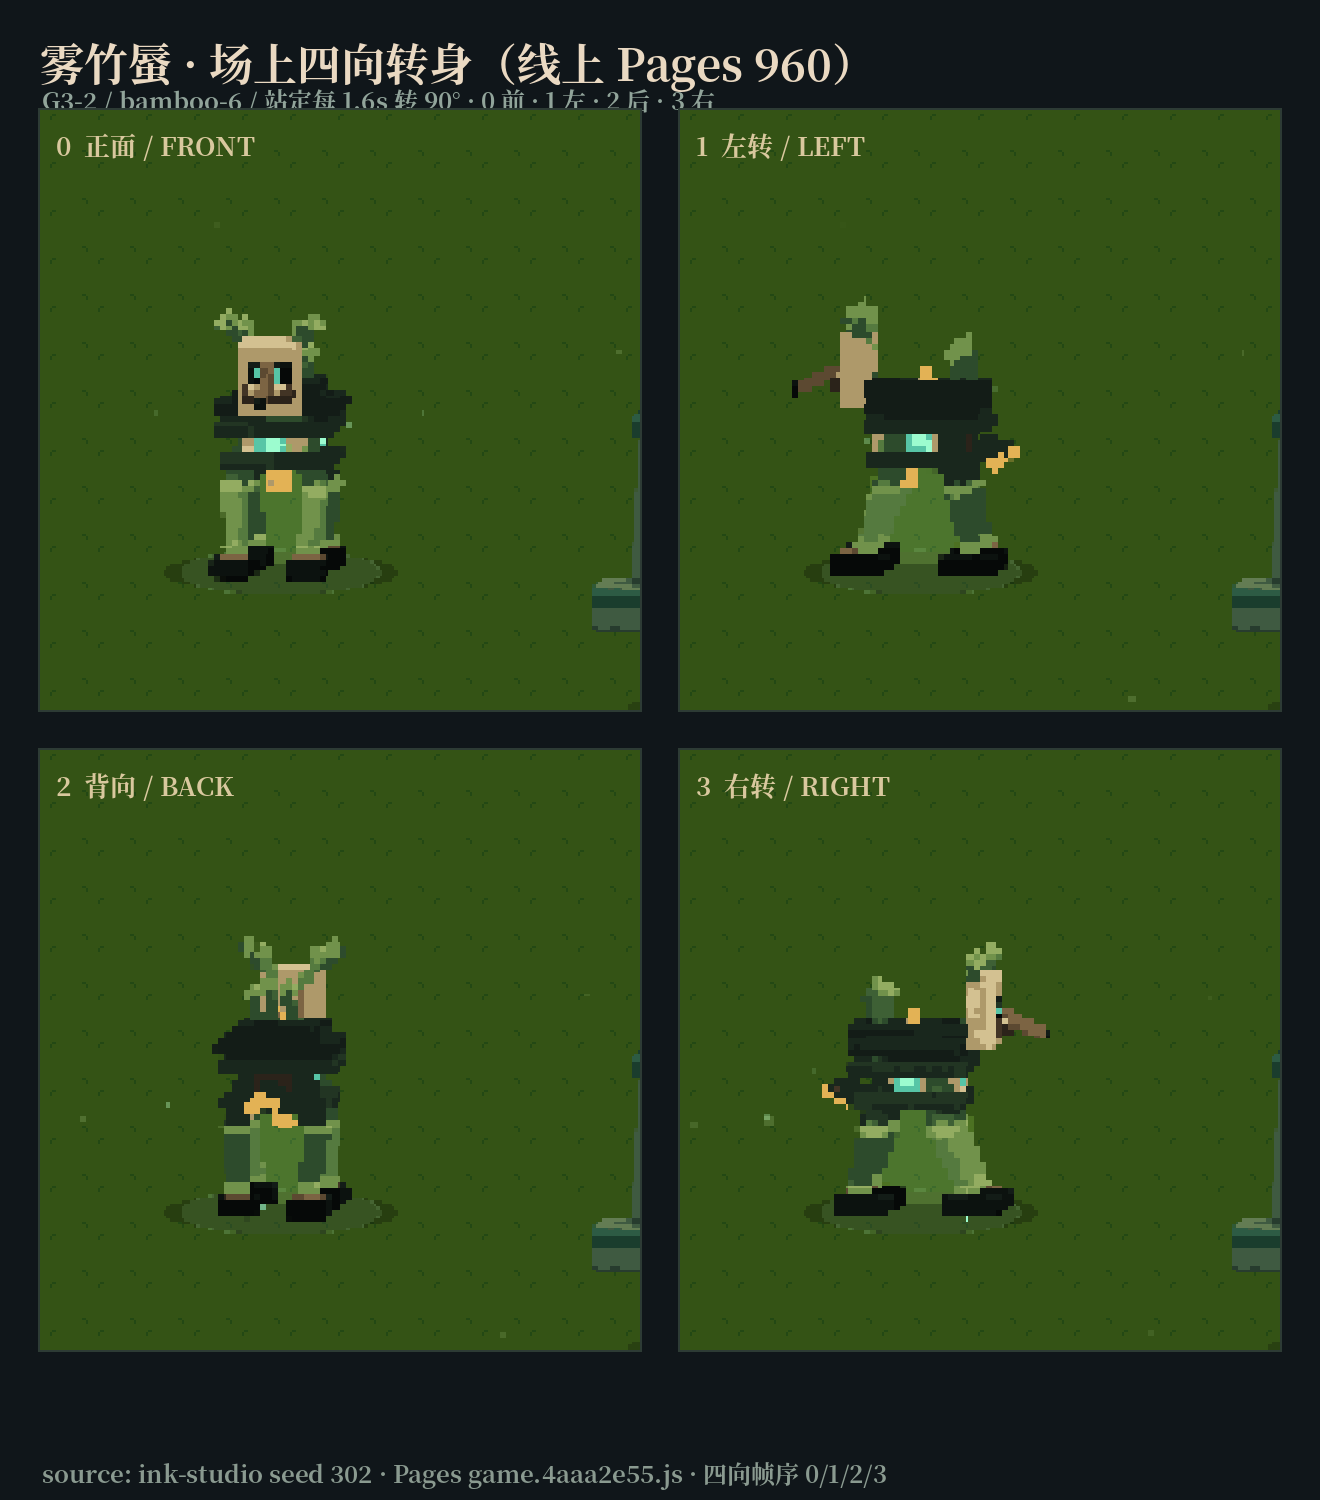 雾竹蜃 · 场上四向转身（线上 Pages 960）
G3-2 / bamboo-6 / 站定每 1.6s 转 90° · 0 前 · 1 左 · 2 后 · 3 右
0 正面 / FRONT
1 左转 / LEFT
2 背向 / BACK
3 右转 / RIGHT
source: ink-studio seed 302 · Pages game.4aaa2e55.js · 四向帧序 0/1/2/3